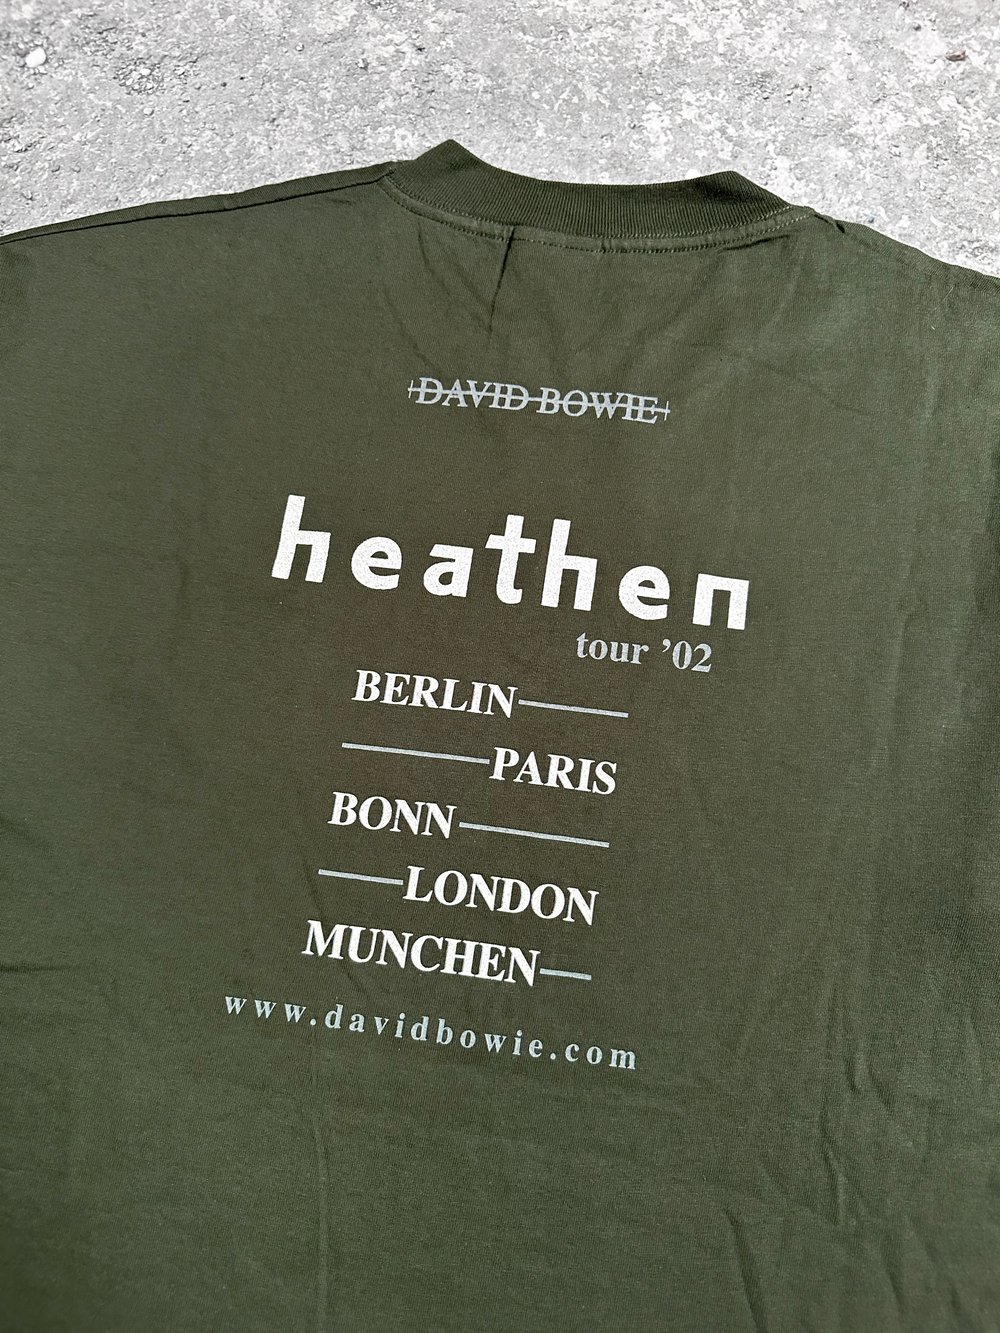 DAVID BOWIE
heathen
tour ’02
BERLIN
PARIS
BONN
LONDON
MUNCHEN
www.davidbowie.com